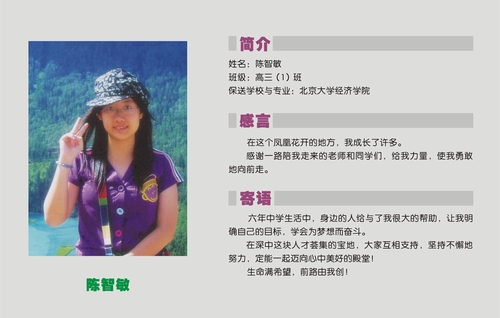 简介
姓名:陈智敏
班级:高三(1)班
保送学校与专业:北京大学经济学院
感言
在这个凤凰花开的地方,我成长了许多。
感谢一路陪我走来的老师和同学们,给我力量,使我勇敢
地向前走。
寄语
六年中学生活中,身边的人给与了我很大的帮助,让我明
确自己的目标,学会为梦想而奋斗。
在深中这块人才荟集的宝地,大家互相支持,坚持不懈地
努力,定能一起迈向心中美好的殿堂!
生命满希望,前路由我创!
陈智敏